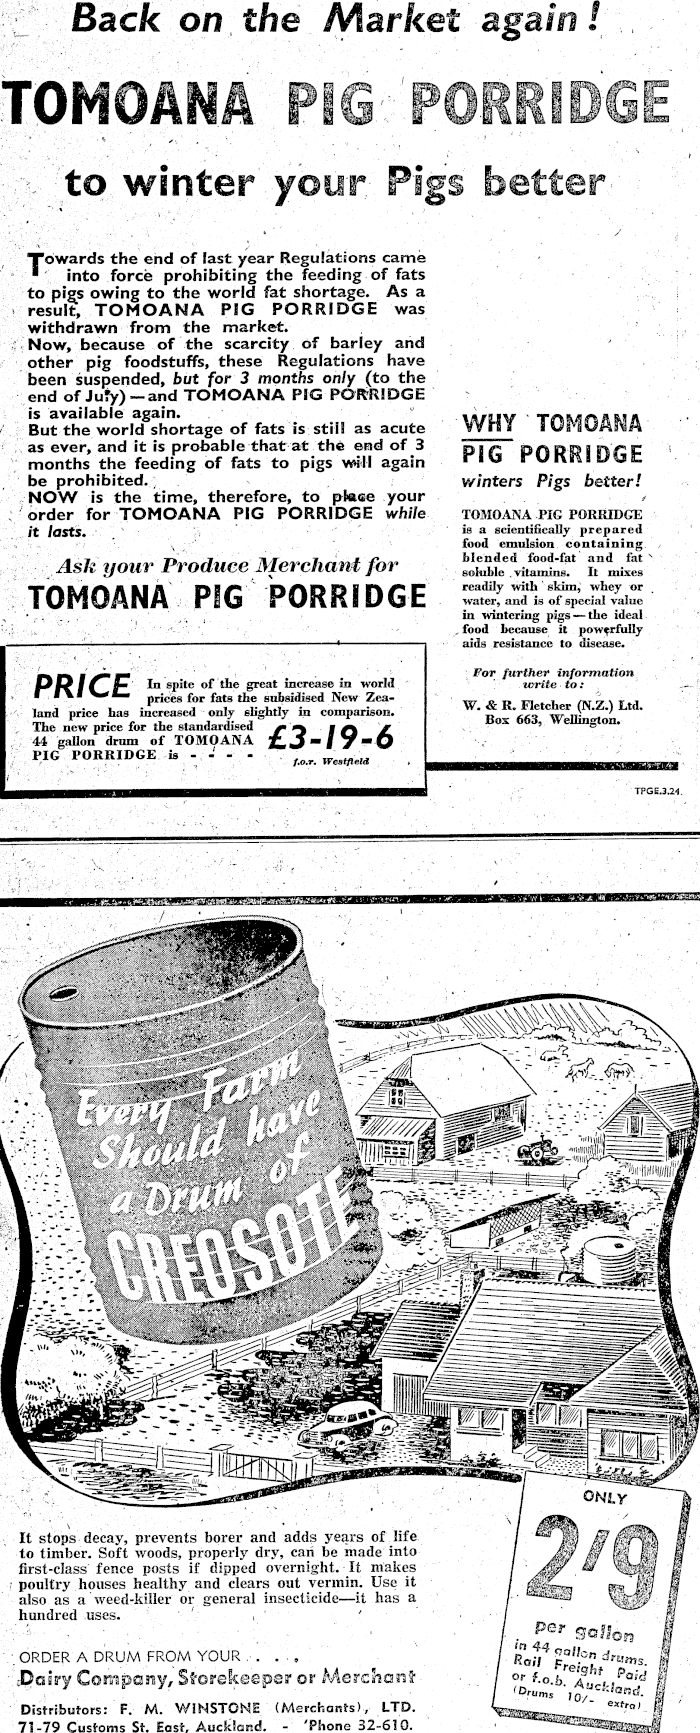 Back on the Market again!
TOMOANA PIG PORRIDGE
to winter your Pigs better
Towards the end of last year Regulations came
into force prohibiting the feeding of fats
to pigs owing to the world fat shortage. As a
result, TOMOANA PIG PORRIDGE was
withdrawn from the market.
Now, because of the scarcity of barley and
other pig foodstuffs, these Regulations have
been suspended, but for 3 months only (to the
end of July)—and TOMOANA PIG PORRIDGE
is available again.
But the world shortage of fats is still as acute
as ever, and it is probable that at the end of 3
months the feeding of fats to pigs will again
be prohibited.
NOW is the time, therefore, to place your
order for TOMOANA PIG PORRIDGE while
it lasts.
Ask your Produce Merchant for
TOMOANA PIG PORRIDGE
WHY TOMOANA
PIG PORRIDGE
winters Pigs better!
TOMOANA PIG PORRIDGE
is a scientifically prepared
food emulsion containing
blended food-fat and fat
soluble vitamins. It mixes
readily with skim, whey or
water, and is of special value
in wintering pigs—the ideal
food because it powerfully
aids resistance to disease.
For further information
write to:
W. & R. Fletcher (N.Z.) Ltd.
Box 663, Wellington.
PRICE In spite of the great increase in world
prices for fats the subsidised New Zea-
land price has increased only slightly in comparison.
The new price for the standardised
44 gallon drum of TOMOANA
PIG PORRIDGE is - - - -
£3-19-6
f.o.r. Westfield
TPGE.3.24.
Every Farm
Should have
a Drum of
CREOSOTE
It stops decay, prevents borer and adds years of life
to timber. Soft woods, properly dry, can be made into
first-class fence posts if dipped overnight. It makes
poultry houses healthy and clears out vermin. Use it
also as a weed-killer or general insecticide—it has a
hundred uses.
ORDER A DRUM FROM YOUR . . . .
Dairy Company, Storekeeper or Merchant
Distributors: F. M. WINSTONE (Merchants), LTD.
71-79 Customs St. East, Auckland. - 'Phone 32-610.
ONLY
2/9
per gallon
in 44 gallon drums.
Rail Freight Paid
or f.o.b. Auckland.
(Drums 10/- extra)